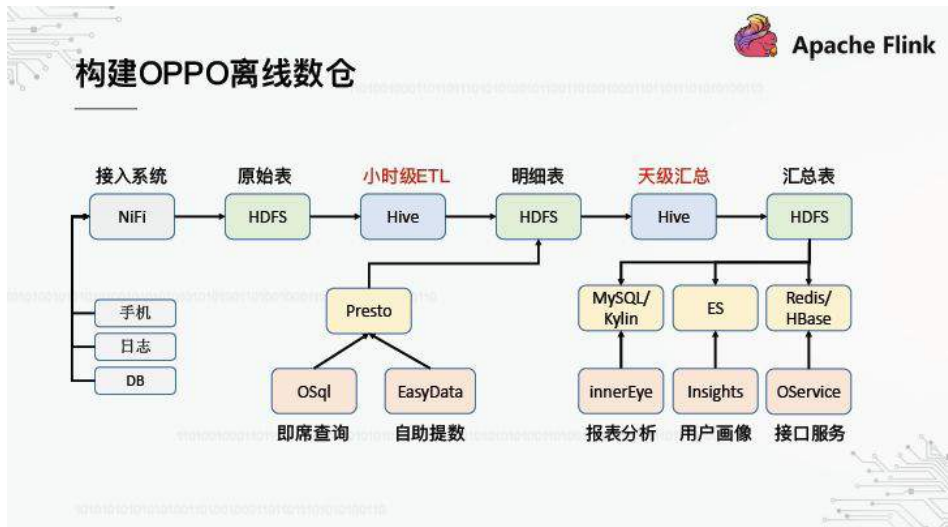 Apache Flink
构建OPPO离线数仓
接入系统 原始表 小时级ETL 明细表 天级汇总 汇总表
NiFi HDFS Hive HDFS Hive HDFS
手机
日志
DB
Presto
MySQL/
Kylin
ES
Redis/
HBase
OSql EasyData innerEye Insights OService
即席查询 自助提数 报表分析 用户画像 接口服务